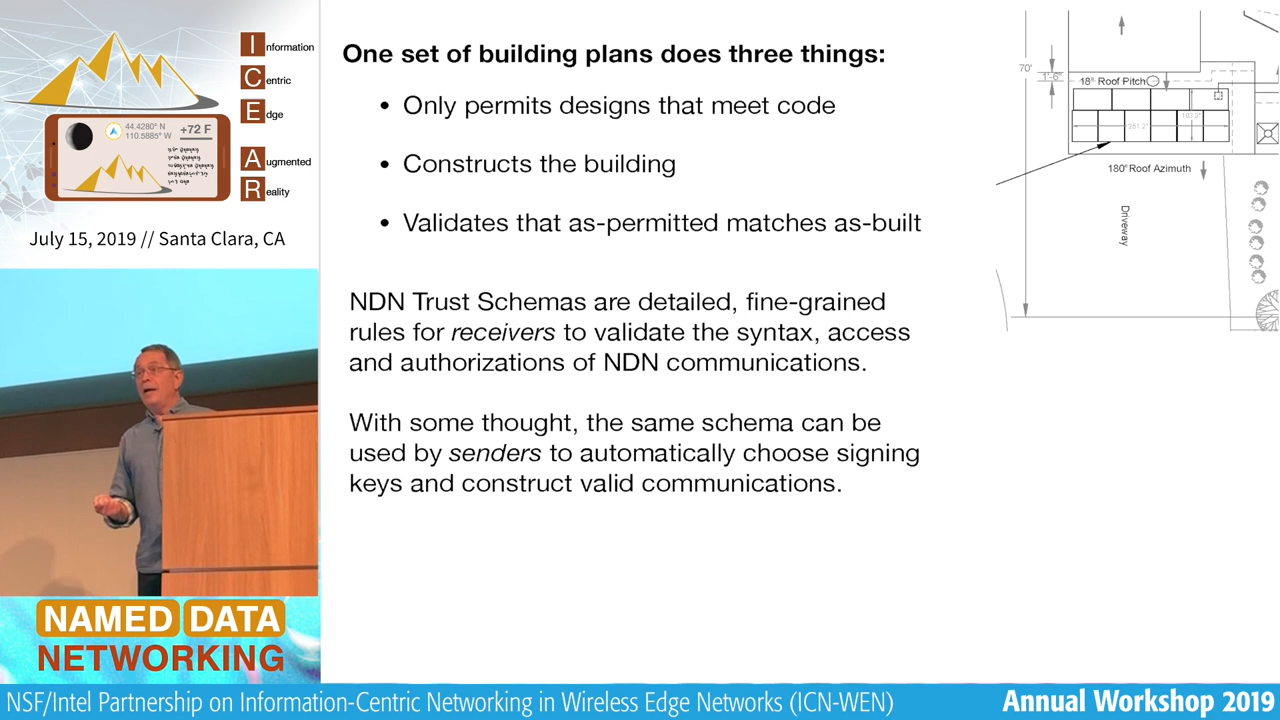 Information
Centric
Edge
Augmented
Reality
44.4280° N
110.5885° W
+72 F
July 15, 2019 // Santa Clara, CA
One set of building plans does three things:
• Only permits designs that meet code
• Constructs the building
• Validates that as-permitted matches as-built
NDN Trust Schemas are detailed, fine-grained
rules for receivers to validate the syntax, access
and authorizations of NDN communications.
With some thought, the same schema can be
used by senders to automatically choose signing
keys and construct valid communications.
70'
1'-6"
18° Roof Pitch
180° Roof Azimuth
Driveway
NAMED DATA
NETWORKING
NSF/Intel Partnership on Information-Centric Networking in Wireless Edge Networks (ICN-WEN)
Annual Workshop 2019